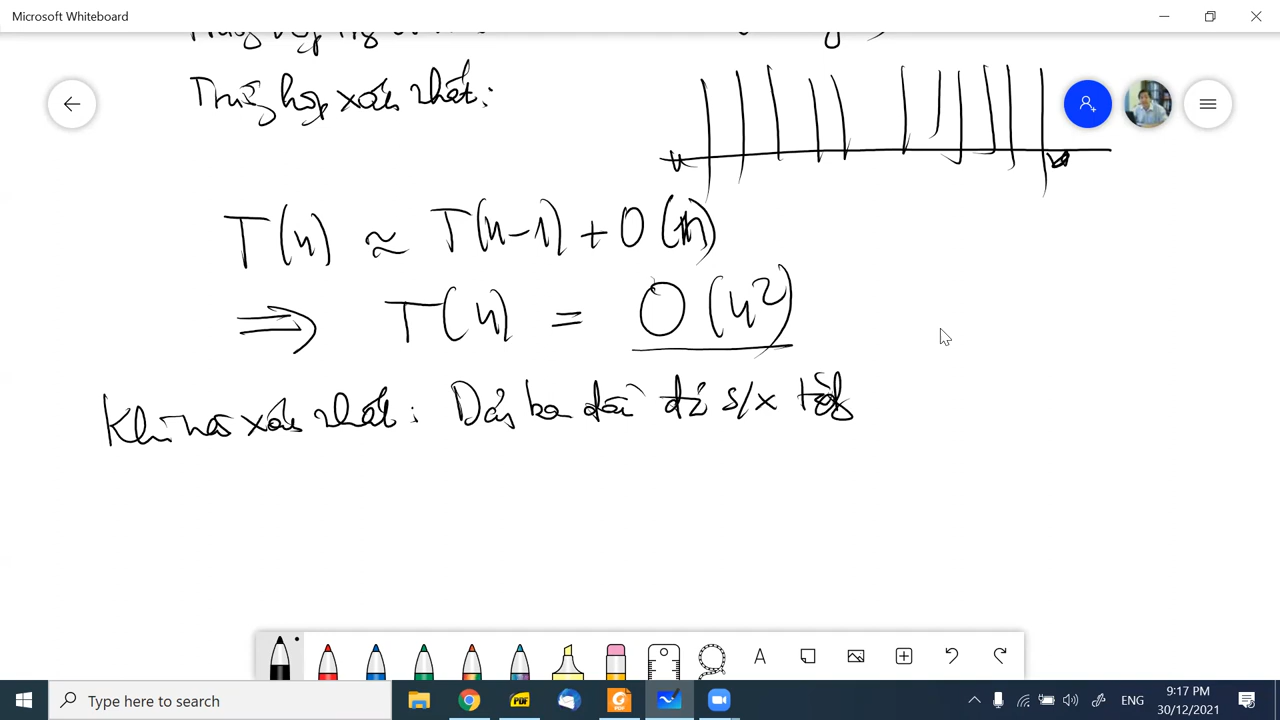 Microsoft Whiteboard
Trường hợp xấu nhất:
T(n) ≈ T(n-1) + O(n)
⇒ T(n) = O(n²)
Khi nào xấu nhất: Dãy ban đầu đã s/x tăng
Type here to search
ENG
9:17 PM
30/12/2021